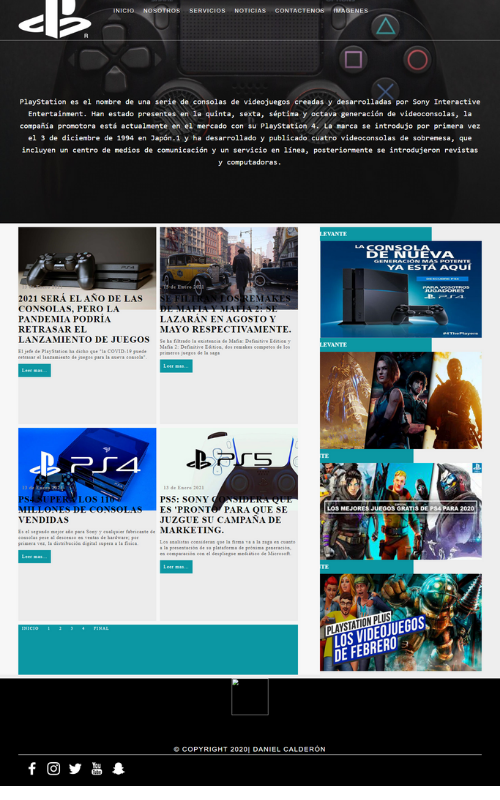 INICIO NOSOTROS SERVICIOS NOTICIAS CONTACTENOS IMAGENES
PlayStation es el nombre de una serie de consolas de videojuegos creadas y desarrolladas por Sony Interactive
Entertainment. Han estado presentes en la quinta, sexta, séptima y octava generación de videoconsolas, la
compañía promotora está actualmente en el mercado con su PlayStation 4. La marca se introdujo por primera vez
el 3 de diciembre de 1994 en Japón.1 y ha desarrollado y publicado cuatro videoconsolas de sobremesa, que
incluyen un centro de medios de comunicación y un servicio en línea, posteriormente se introdujeron revistas
y computadoras.
2021 SERÁ EL AÑO DE LAS
CONSOLAS, PERO LA
PANDEMIA PODRÍA
RETRASAR EL
LANZAMIENTO DE JUEGOS
El jefe de PlayStation ha dicho que "la COVID-19 puede
retrasar el lanzamiento de juegos para la nueva consola"
Leer mas...
15 de Enero 2021
SE FILTRAN LOS REMAKES
DE MAFIA Y MAFIA 2: SE
LAZARÁN EN AGOSTO Y
MAYO RESPECTIVAMENTE.
Se ha filtrado la existencia de Mafia: Definitive Edition y
Mafia 2: Definitive Edition, dos remakes completos de los
primeros juegos de la saga
Leer mas...
LEVANTE
LA CONSOLA
DE NUEVA
GENERACIÓN MÁS POTENTE
YA ESTÁ AQUÍ
PARA VOSOTROS
JUGADORES
PS4
LEVANTE
PS4
13 de Enero 2021
PS4 SUPERA LOS 110
MILLONES DE CONSOLAS
VENDIDAS
Es el segundo mejor año para Sony y cualquier fabricante de
consolas pese al descenso en ventas de hardware; por
primera vez, la distribución digital supera a la física.
Leer mas...
PS5
13 de Enero 2021
PS5: SONY CONSIDERA QUE
ES 'PRONTO' PARA QUE SE
JUZGUE SU CAMPAÑA DE
MARKETING.
Los analistas consideran que la firma va a la zaga en cuanto
a la presentación de su plataforma de próxima generación,
en comparación con el despliegue mediático de Microsoft.
Leer mas...
NTE
LOS MEJORES JUEGOS GRATIS DE PS4 PARA 2020
NTE
PLAYSTATION PLUS
LOS VIDEOJUEGOS
DE FEBRERO
INICIO 1 2 3 4 FINAL
© COPYRIGHT 2020| DANIEL CALDERÓN